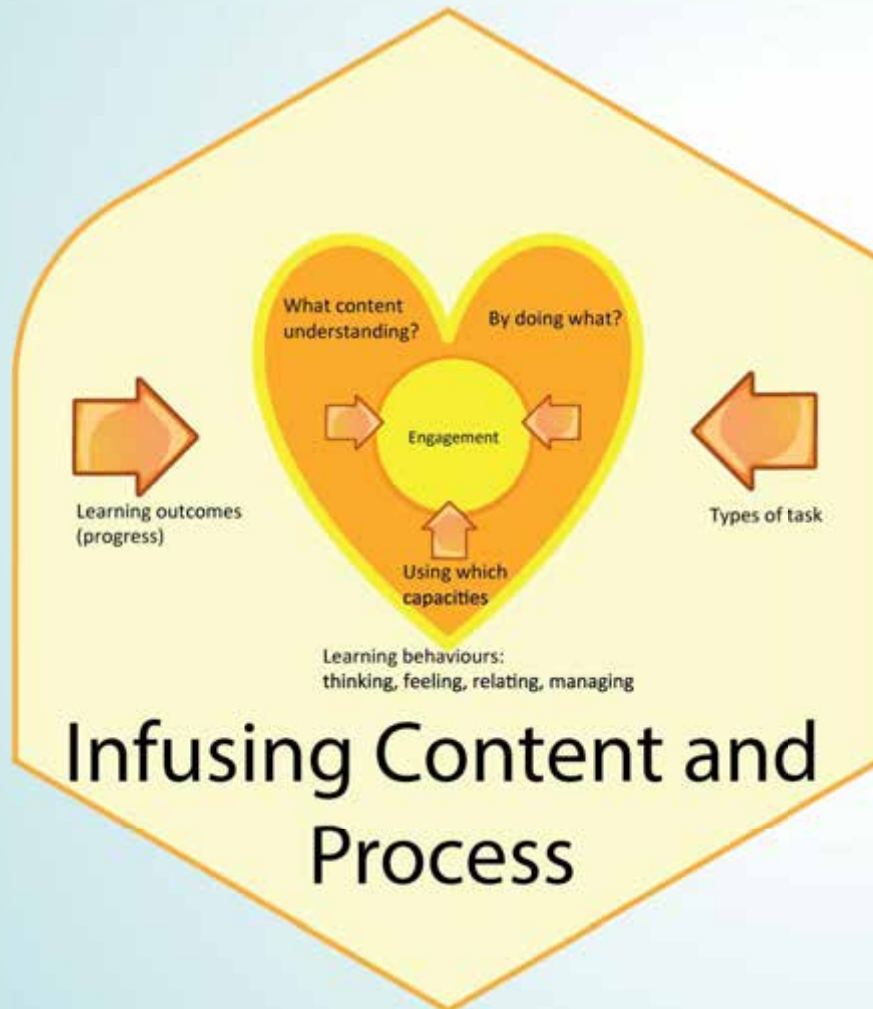 What content
understanding?
By doing what?
Engagement
Learning outcomes
(progress)
Types of task
Using which
capacities
Learning behaviours:
thinking, feeling, relating, managing
Infusing Content and
Process